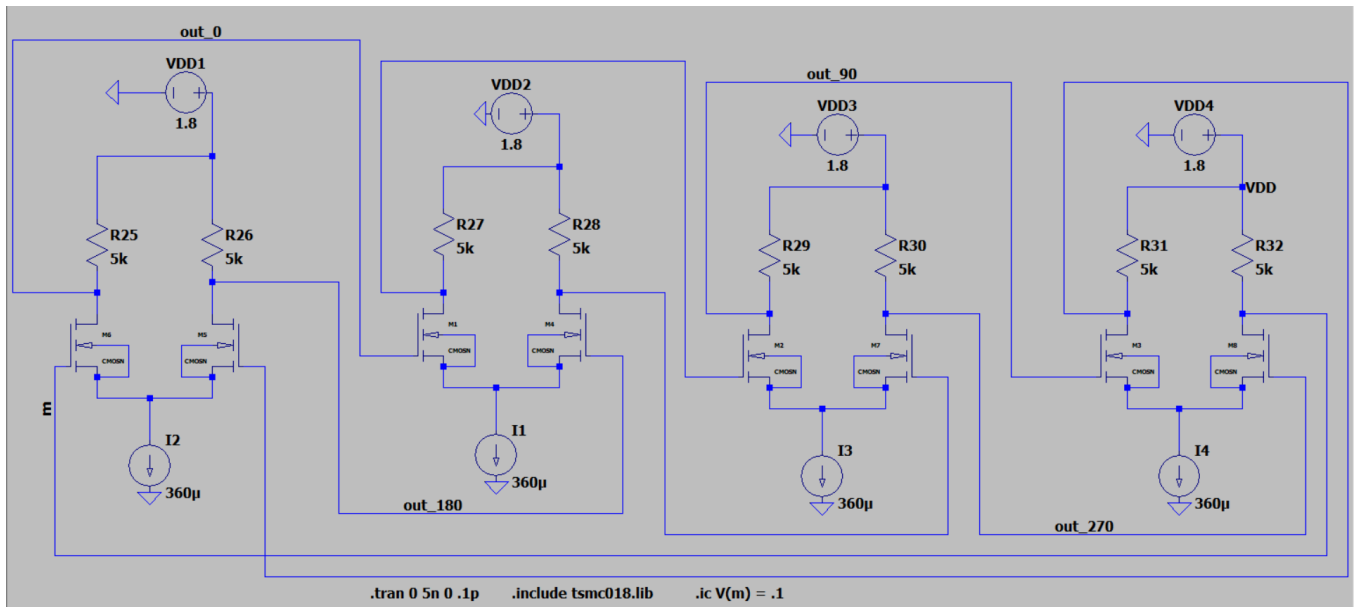 out_0
VDD1
1.8
R25
5k
R26
5k
M6
CMOSN
M5
CMOSN
m
I2
360µ
out_180
VDD2
1.8
R27
5k
R28
5k
M1
CMOSN
M4
CMOSN
I1
360µ
out_90
VDD3
1.8
R29
5k
R30
5k
M2
CMOSN
M7
CMOSN
I3
360µ
out_270
VDD4
1.8
VDD
R31
5k
R32
5k
M3
CMOSN
M8
CMOSN
I4
360µ
.tran 0 5n 0 .1p .include tsmc018.lib .ic V(m) = .1